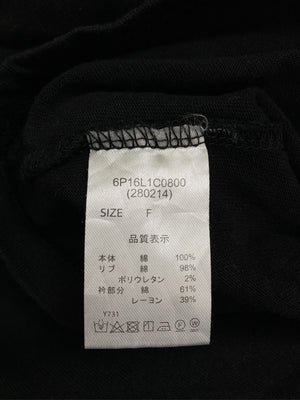 6P16L1C0800
(280214)
SIZE F
品質表示
本体 綿 100%
リブ 綿 98%
ポリウレタン 2%
衿部分 綿 61%
レーヨン 39%
Y731